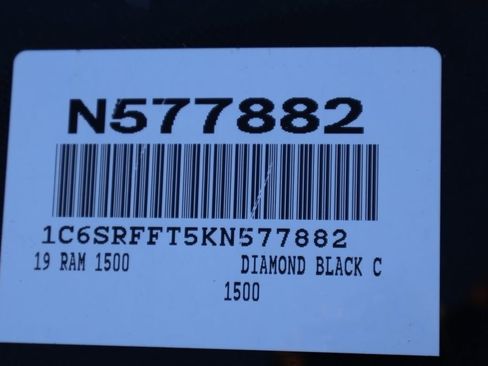 N577882
1C6SRFFT5KN577882
19 RAM 1500 DIAMOND BLACK C
1500